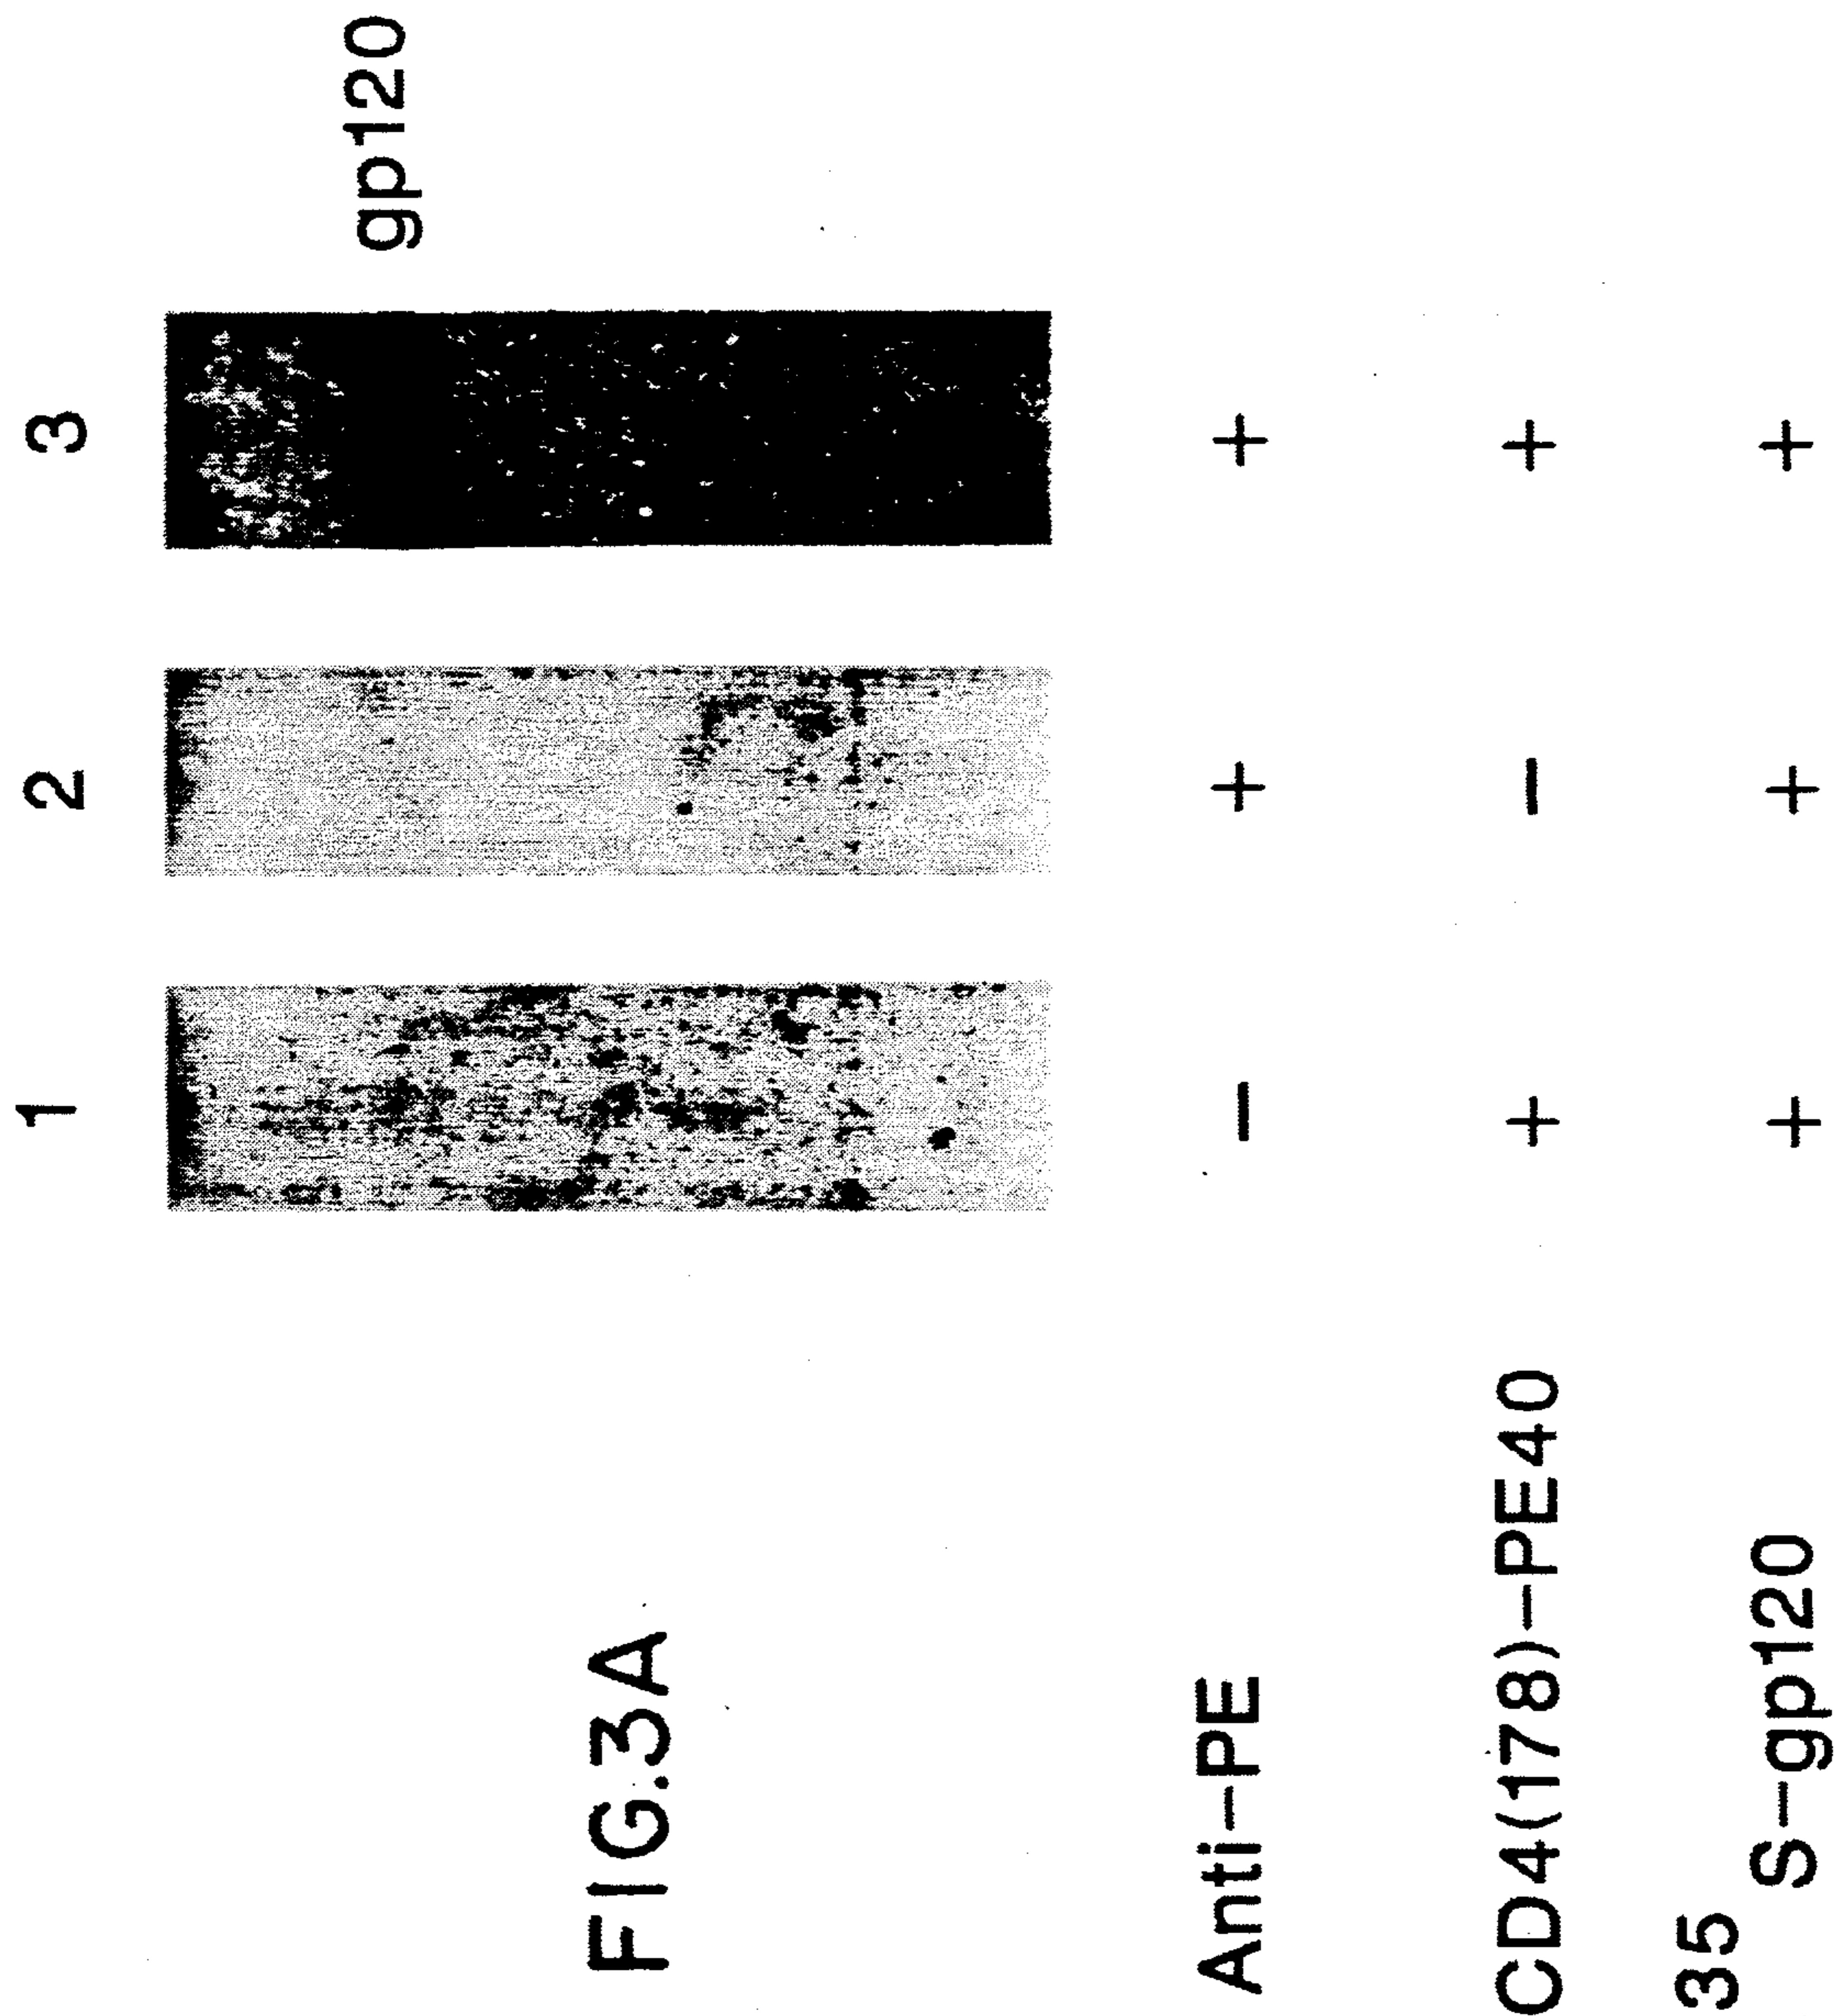 1 2 3
gp120
FIG.3A
Anti-PE - + +
CD4(178)-PE40 + - +
35
S-gp120 + + +